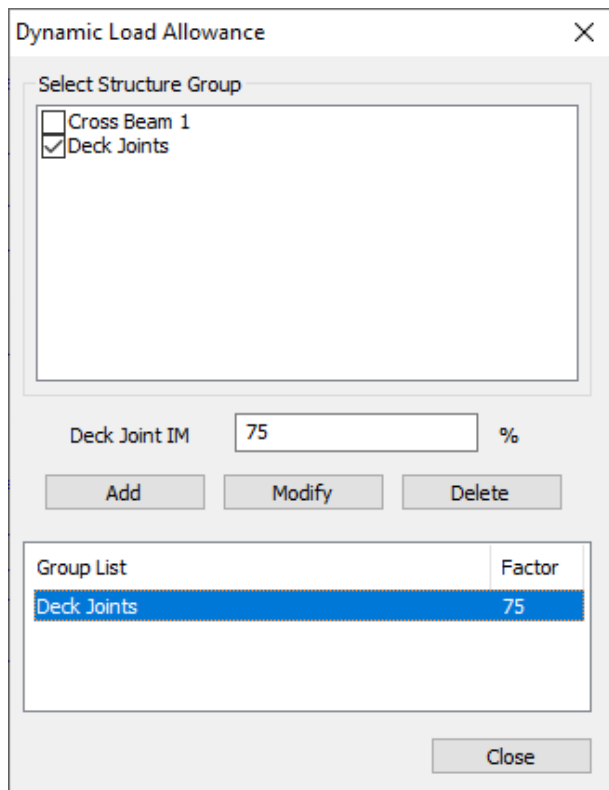 Dynamic Load Allowance
Select Structure Group
Cross Beam 1
Deck Joints
Deck Joint IM 75 %
Add Modify Delete
Group List Factor
Deck Joints 75
Close